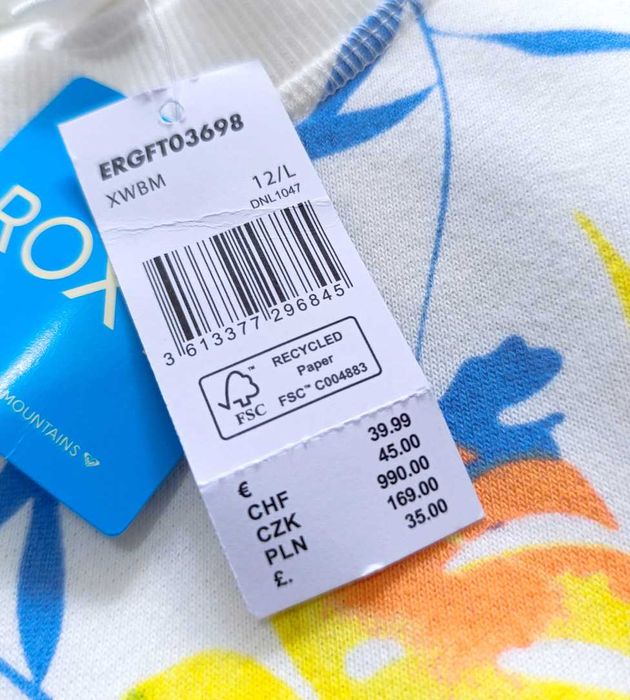 ERGFT03698
XWBM 12/L
DNL1047
3 613377 296845
RECYCLED
Paper
FSC™ C004883
FSC
€ 39.99
CHF 45.00
CZK 990.00
PLN 169.00
£. 35.00
ROX
MOUNTAINS